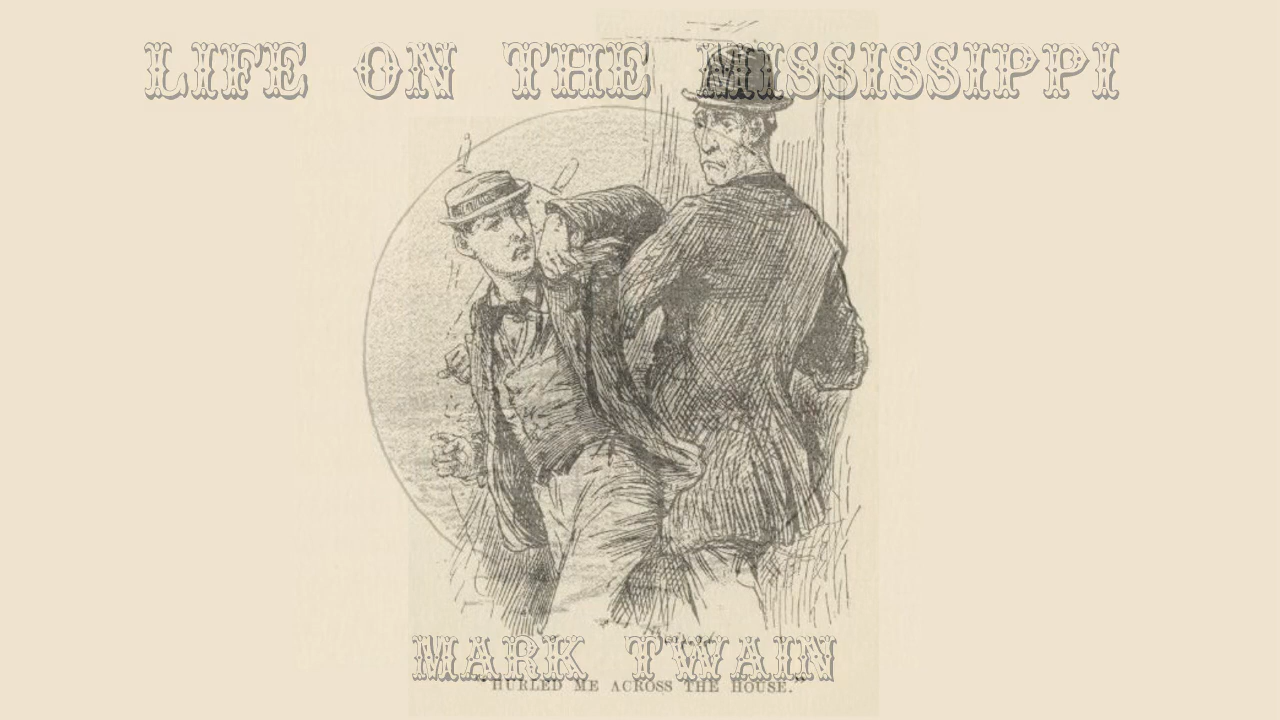 LIFE ON THE MISSISSIPPI
MARK TWAIN
"HURLED ME ACROSS THE HOUSE."